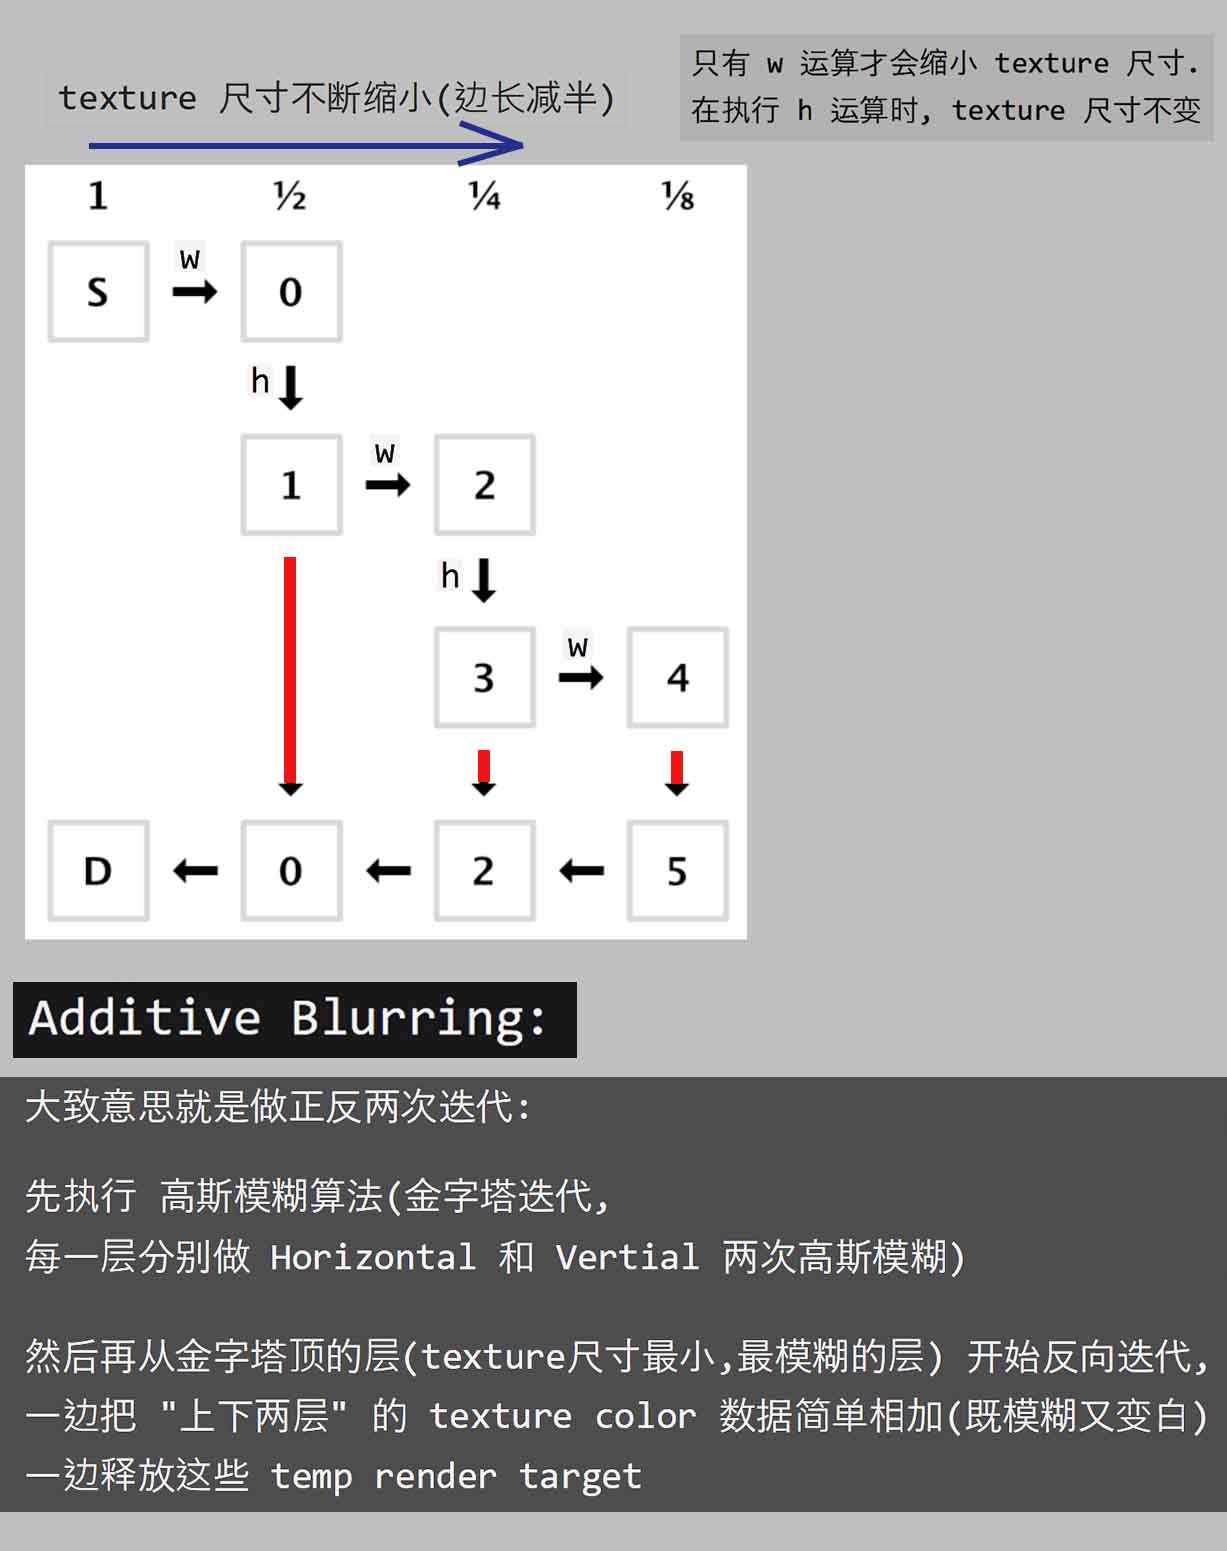 只有 w 运算才会缩小 texture 尺寸.
在执行 h 运算时, texture 尺寸不变
texture 尺寸不断缩小(边长减半)
1 ½ ¼ ⅛
S w 0
h
1 w 2
h
3 w 4
D 0 2 5
Additive Blurring:
大致意思就是做正反两次迭代:
先执行 高斯模糊算法(金字塔迭代,
每一层分别做 Horizontal 和 Vertial 两次高斯模糊)
然后再从金字塔顶的层(texture尺寸最小,最模糊的层) 开始反向迭代,
一边把 "上下两层" 的 texture color 数据简单相加(既模糊又变白)
一边释放这些 temp render target